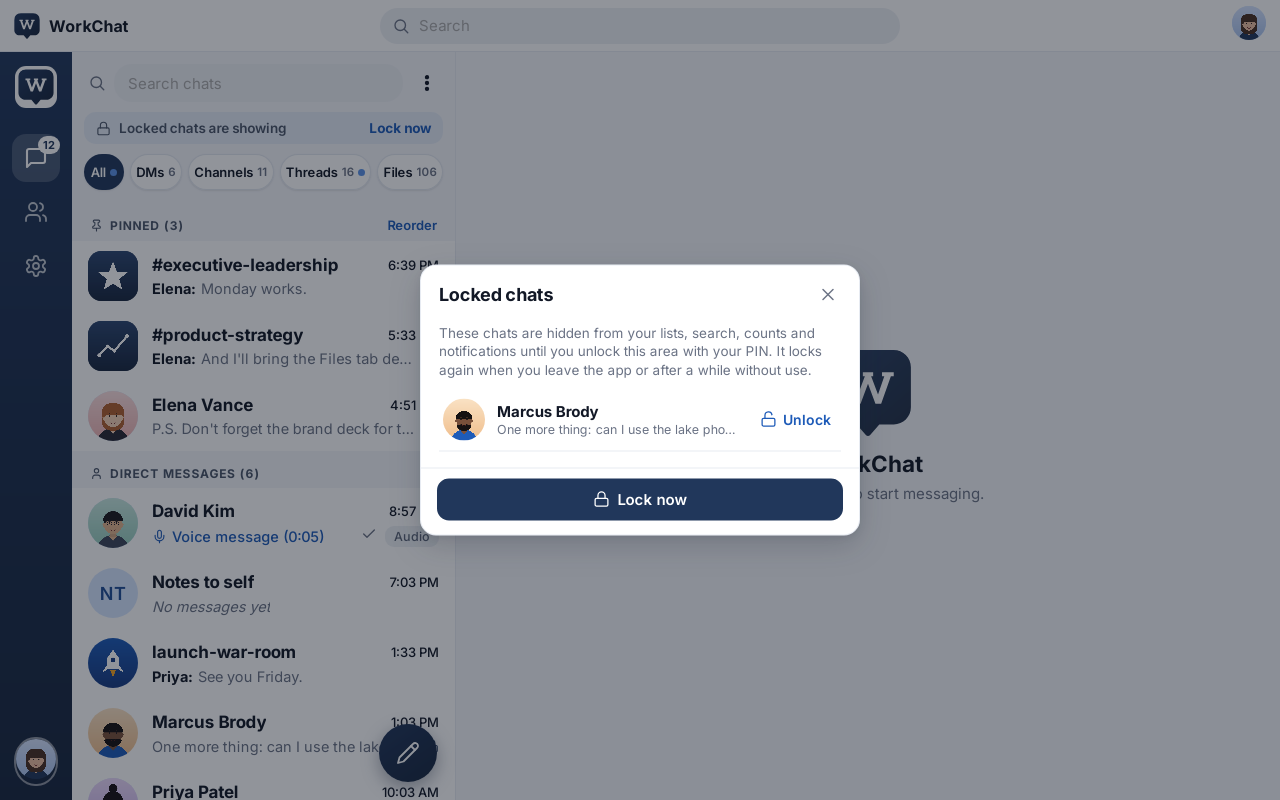 WorkChat
Search
Search chats
Locked chats are showing
Lock now
12
All
DMs 6
Channels 11
Threads 16
Files 106
PINNED (3)
Reorder
#executive-leadership
6:39 PM
Elena: Monday works.
#product-strategy
5:33
Elena: And I'll bring the Files tab de...
Elena Vance
4:51
P.S. Don't forget the brand deck for t...
DIRECT MESSAGES (6)
David Kim
8:57
Voice message (0:05)
Audio
NT
Notes to self
7:03 PM
No messages yet
launch-war-room
1:33 PM
Priya: See you Friday.
Marcus Brody
1:03 PM
One more thing: can I use the lak
Priya Patel
10:03 AM
Locked chats
These chats are hidden from your lists, search, counts and
notifications until you unlock this area with your PIN. It locks
again when you leave the app or after a while without use.
Marcus Brody
One more thing: can I use the lake pho...
Unlock
Lock now
W
kChat
start messaging.